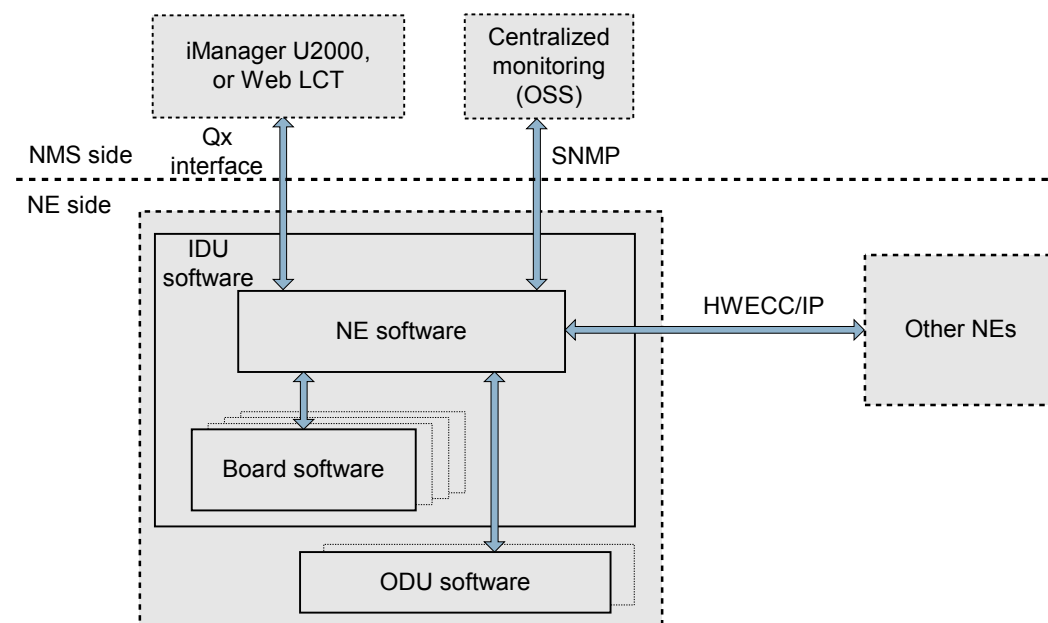 iManager U2000,
or Web LCT
Centralized
monitoring
(OSS)
Qx
interface
SNMP
NMS side
NE side
IDU
software
NE software
HWECC/IP
Other NEs
Board software
ODU software